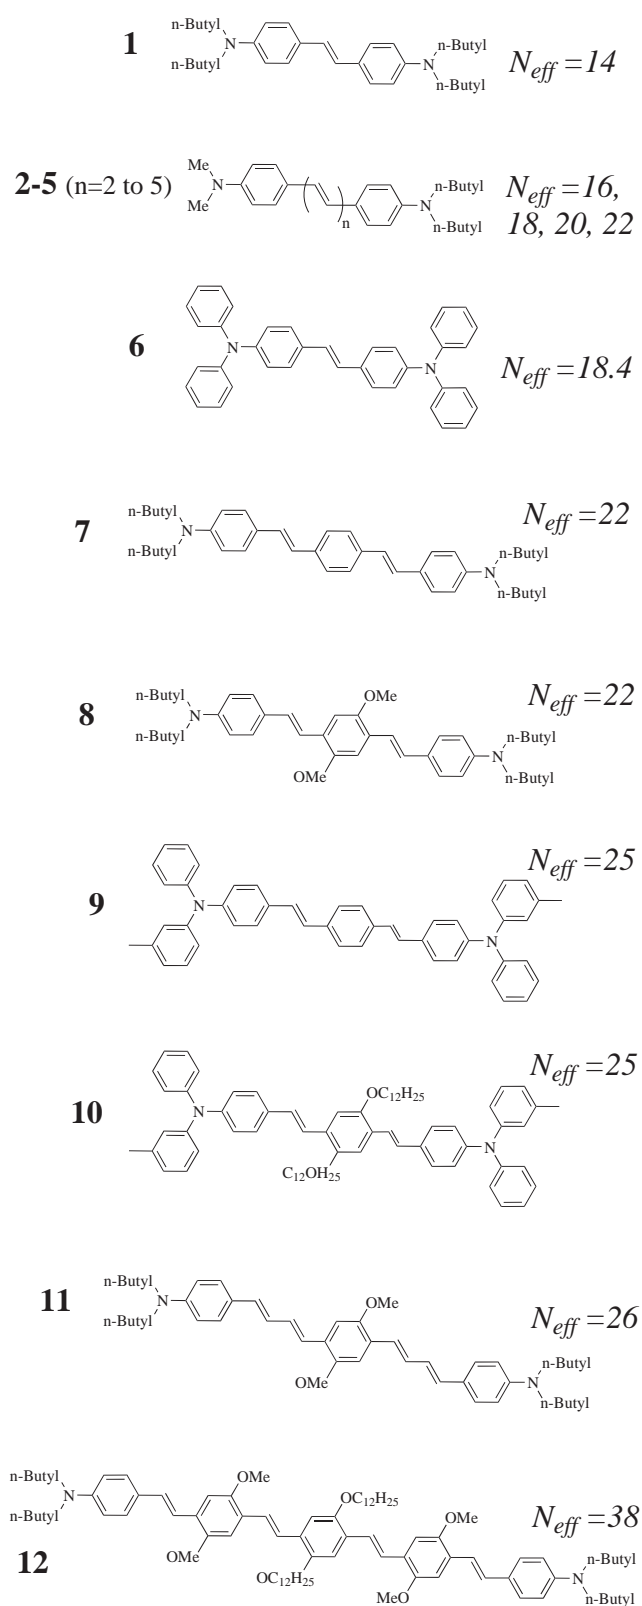 n-Butyl
1
N
n-Butyl
n-Butyl
N
n-Butyl
N_eff =14
2-5 (n=2 to 5)
Me
N
Me
n
n-Butyl
N
n-Butyl
N_eff =16,
18, 20, 22
6
N
N
N_eff =18.4
7
n-Butyl
N
n-Butyl
n-Butyl
N
n-Butyl
N_eff =22
8
n-Butyl
N
n-Butyl
OMe
OMe
n-Butyl
N
n-Butyl
N_eff =22
9
N
N
N_eff =25
10
N
OC12H25
C12OH25
N
N_eff =25
11
n-Butyl
N
n-Butyl
OMe
OMe
n-Butyl
N
n-Butyl
N_eff =26
12
n-Butyl
N
n-Butyl
OMe
OMe
OC12H25
OC12H25
OMe
MeO
n-Butyl
N
n-Butyl
N_eff =38